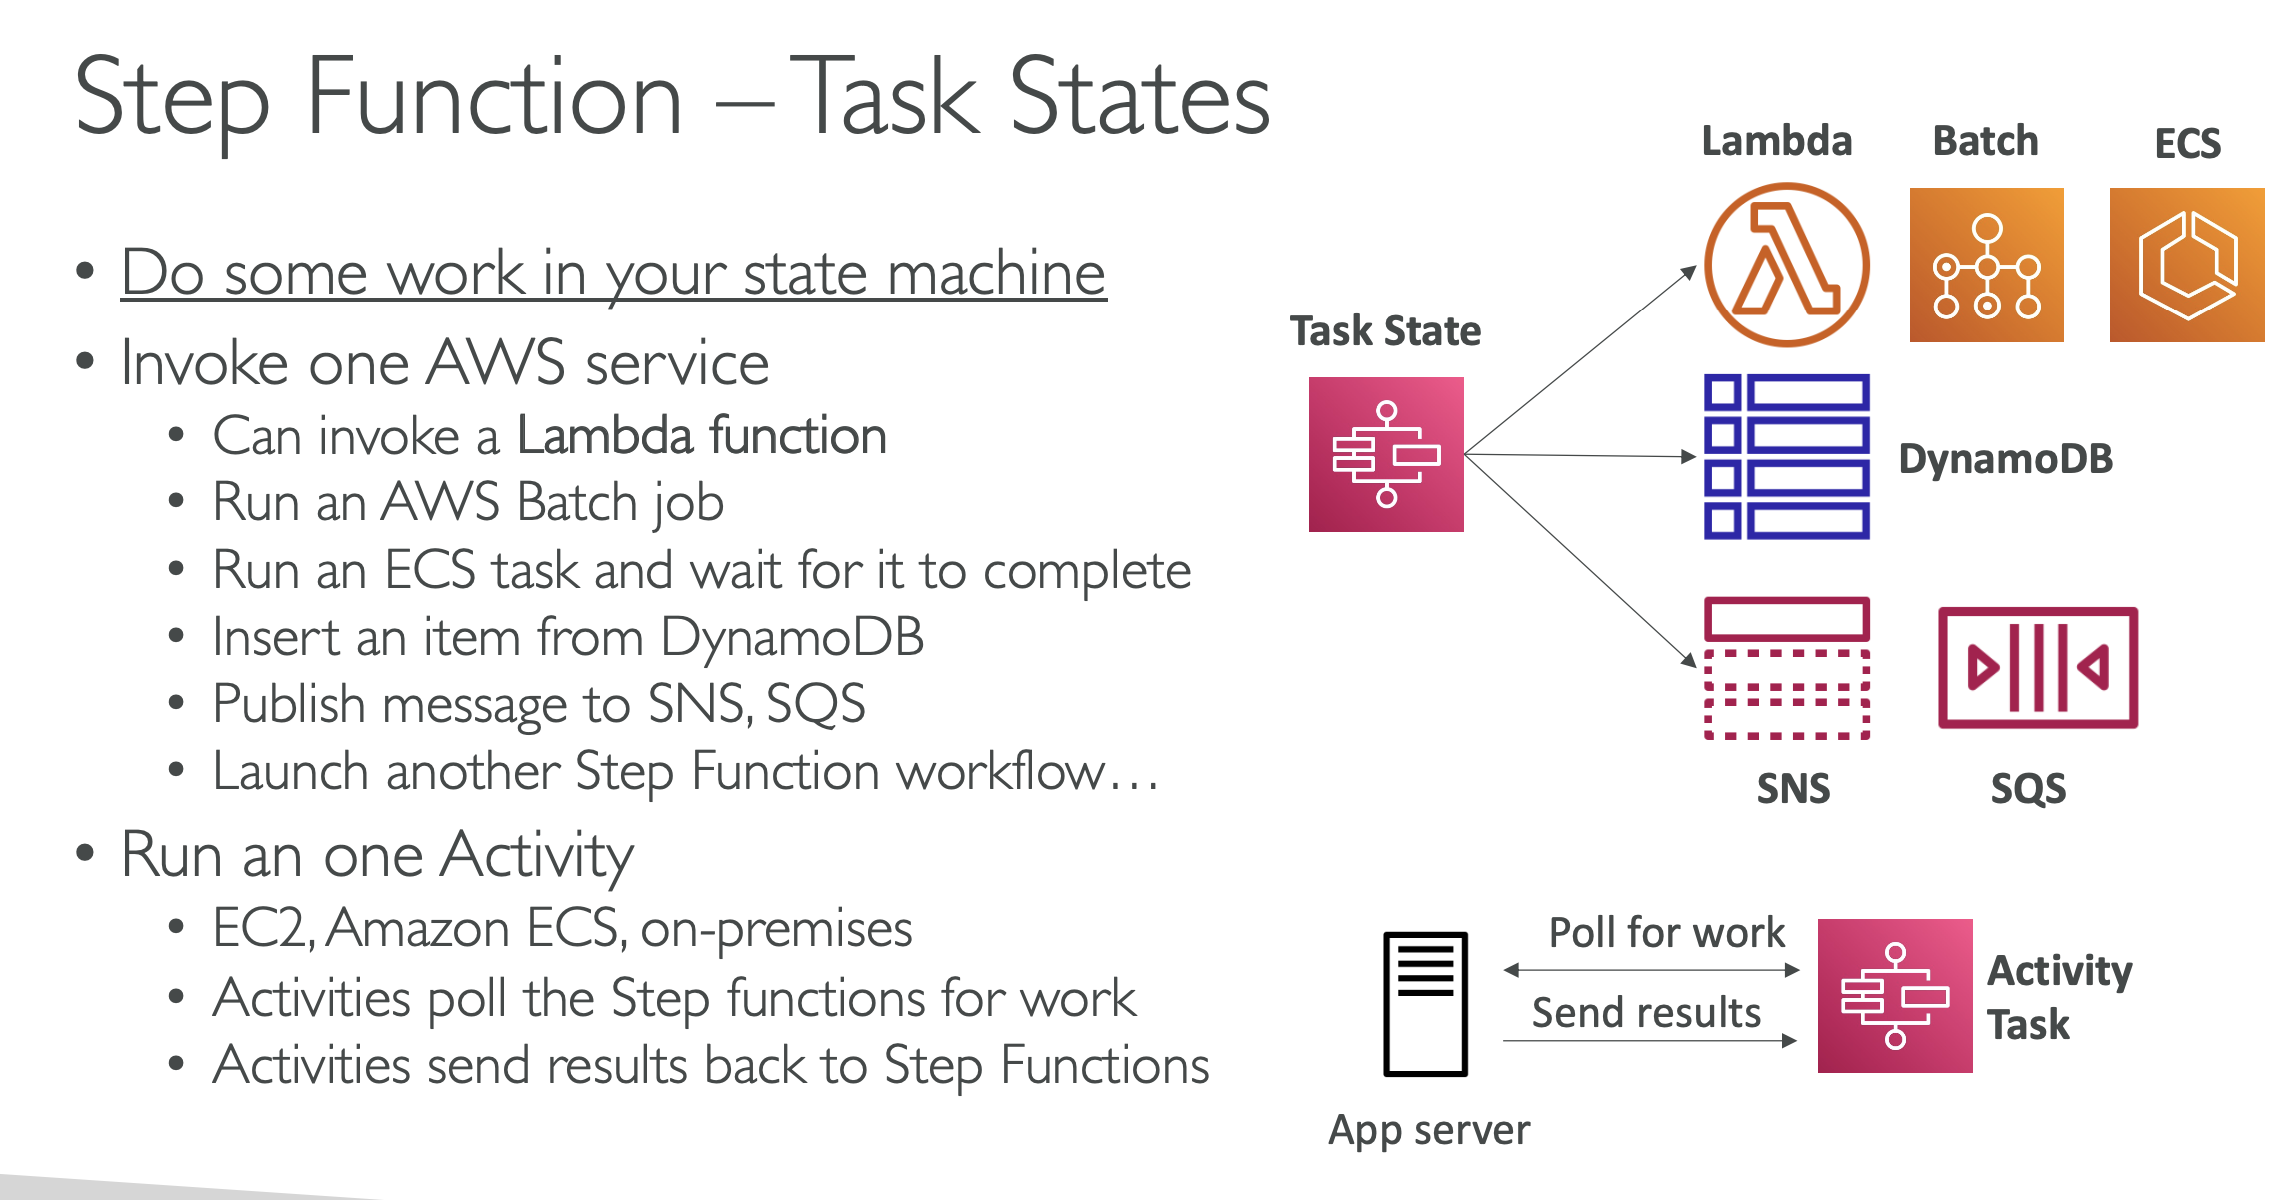 Step Function – Task States
• Do some work in your state machine
• Invoke one AWS service
• Can invoke a Lambda function
• Run an AWS Batch job
• Run an ECS task and wait for it to complete
• Insert an item from DynamoDB
• Publish message to SNS, SQS
• Launch another Step Function workflow…
• Run an one Activity
• EC2, Amazon ECS, on-premises
• Activities poll the Step functions for work
• Activities send results back to Step Functions
Lambda
Batch
ECS
Task State
DynamoDB
SNS
SQS
Poll for work
Send results
Activity
Task
App server